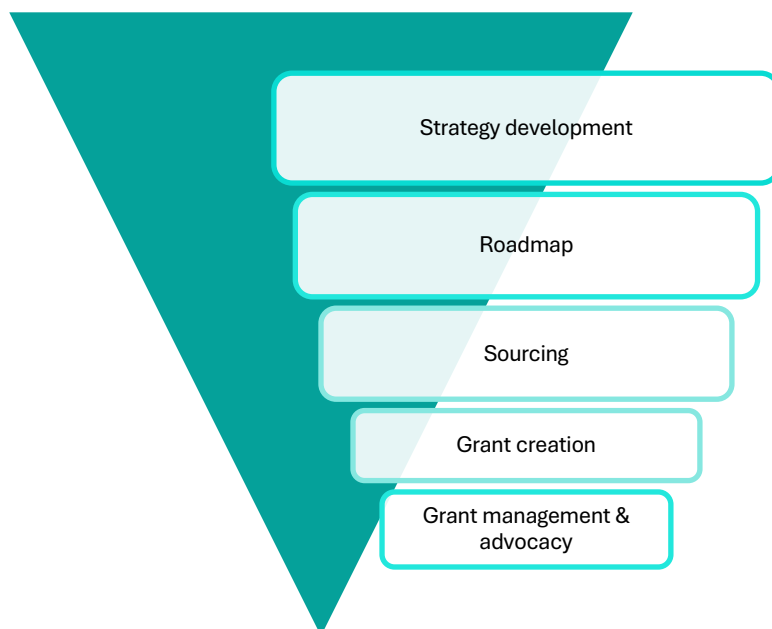 Strategy development
Roadmap
Sourcing
Grant creation
Grant management &
advocacy